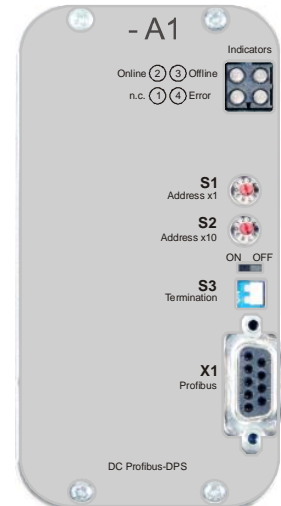 - A1
Indicators
Online 2 3 Offline
n.c. 1 4 Error
S1
Address x1
S2
Address x10
ON OFF
S3
Termination
X1
Profibus
DC Profibus-DPS